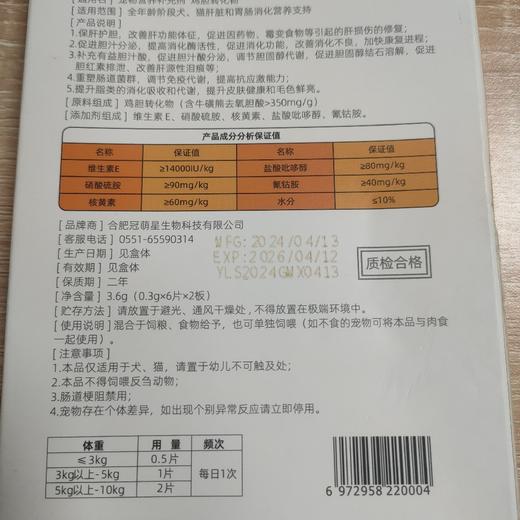 [通用名称] 宠物营养补充剂 鸡胆转化物
[适用范围] 全年龄阶段犬、猫肝脏和胃肠消化营养支持
[产品说明]
1.保肝护胆，改善肝功能体征，促进因药物、霉变食物等引起的肝损伤的修复；
2.促进胆汁分泌，提高消化酶活性，促进消化功能，改善消化不良，加快康复进程；
3.补充有益胆汁酸，促进胆汁酸分泌，调节胆固醇代谢，促进胆固醇结石溶解，促进
胆红素排泄、改善肝源性泪痕等；
4.重塑肠道菌群，调节免疫代谢，提高抗应激能力；
5.提升脂类的消化吸收和代谢，提升皮肤健康和毛色鲜亮。
[原料组成] 鸡胆转化物（含牛磺熊去氧胆酸>350mg/g）
[添加剂组成] 维生素E、硝酸硫胺、核黄素、盐酸吡哆醇、氰钴胺。
产品成分分析保证值
名称 保证值 名称 保证值
维生素E ≥14000IU/kg 盐酸吡哆醇 ≥80mg/kg
硝酸硫胺 ≥90mg/kg 氰钴胺 ≥40mg/kg
核黄素 ≥60mg/kg 水分 ≤10%
[品牌商] 合肥冠萌星生物科技有限公司
[客服电话] 0551-65590314
[生产日期] 见盒体
[有效期] 见盒体
[保质期] 二年
MFG:2024/04/13
EXP:2026/04/12
YLS2024GMX0413
质检合格
[净含量] 3.6g（0.3g×6片×2板）
[贮存方法] 请放置于避光、通风干燥处，不得放置在极端环境中。
[使用说明] 混合于饲粮、食物给予，也可单独饲喂（如不食的宠物可将本品与肉食
一起使用）。
[注意事项]
1.本品仅适用于犬、猫，请置于幼儿不可触及处；
2.本品不得饲喂反刍动物；
3.肠道梗阻禁用；
4.宠物存在个体差异，如出现个别异常反应请立即停用。
体重 用 量 频次
≤3kg 0.5片 每日1次
3kg以上-5kg 1片
5kg以上-10kg 2片
6 972958 220004